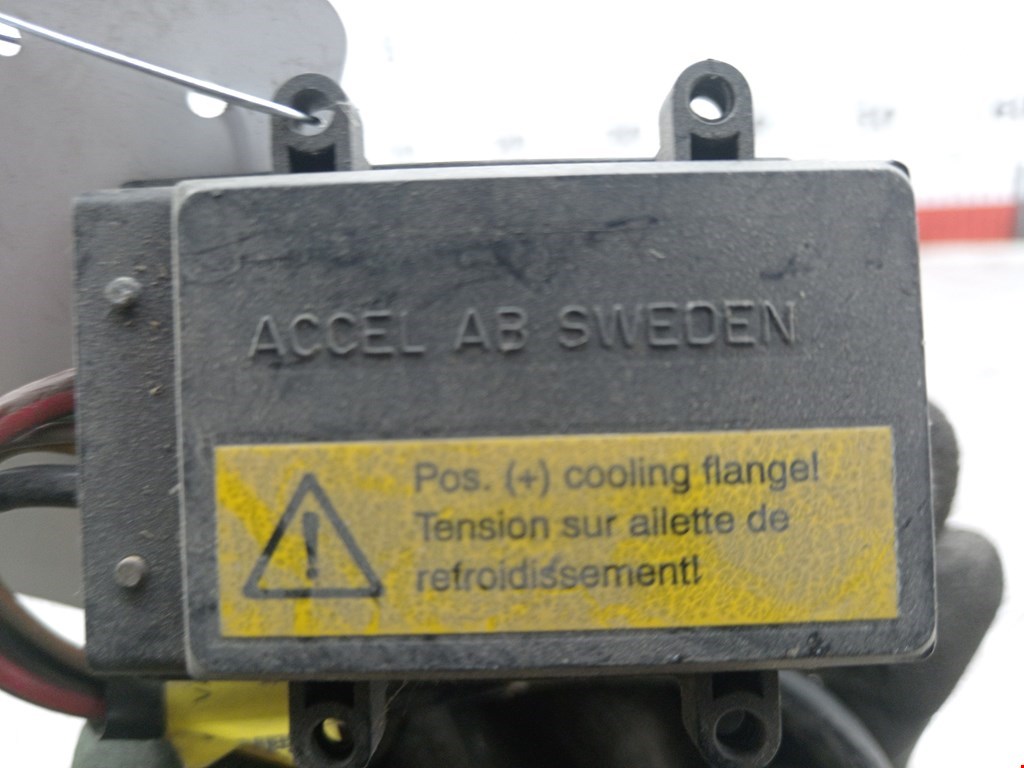 ACCEL AB SWEDEN
Pos. (+) cooling flange!
Tension sur ailette de
refroidissement!